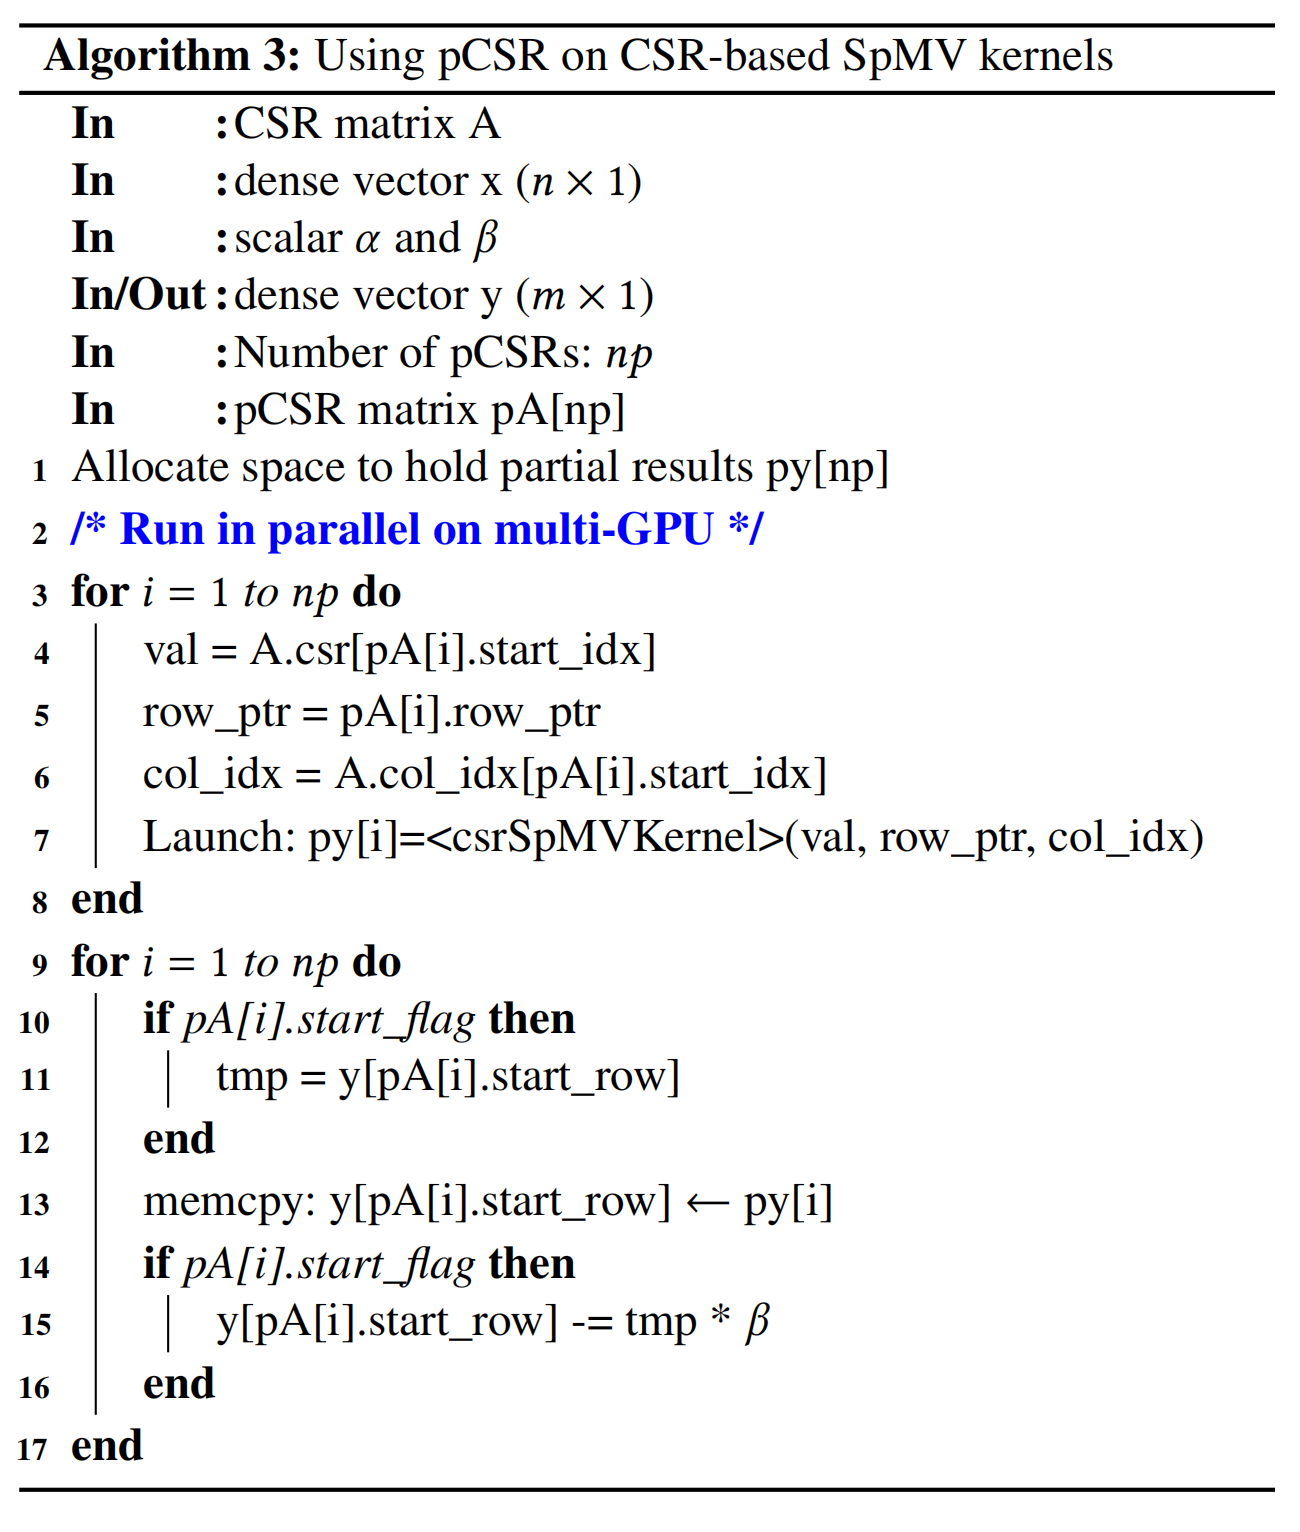 Algorithm 3: Using pCSR on CSR-based SpMV kernels
In : CSR matrix A
In : dense vector x (n × 1)
In : scalar α and β
In/Out : dense vector y (m × 1)
In : Number of pCSRs: np
In : pCSR matrix pA[np]
1 Allocate space to hold partial results py[np]
2 /* Run in parallel on multi-GPU */
3 for i = 1 to np do
4 val = A.csr[pA[i].start_idx]
5 row_ptr = pA[i].row_ptr
6 col_idx = A.col_idx[pA[i].start_idx]
7 Launch: py[i]=<csrSpMVKernel>(val, row_ptr, col_idx)
8 end
9 for i = 1 to np do
10 if pA[i].start_flag then
11 tmp = y[pA[i].start_row]
12 end
13 memcpy: y[pA[i].start_row] ← py[i]
14 if pA[i].start_flag then
15 y[pA[i].start_row] -= tmp * β
16 end
17 end